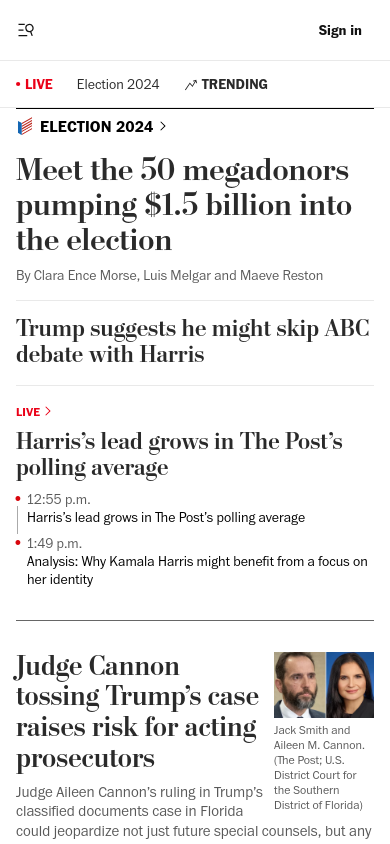 Sign in
LIVE Election 2024 TRENDING
ELECTION 2024
Meet the 50 megadonors
pumping $1.5 billion into
the election
By Clara Ence Morse, Luis Melgar and Maeve Reston
Trump suggests he might skip ABC
debate with Harris
LIVE
Harris’s lead grows in The Post’s
polling average
12:55 p.m.
Harris’s lead grows in The Post’s polling average
1:49 p.m.
Analysis: Why Kamala Harris might benefit from a focus on
her identity
Judge Cannon
tossing Trump’s case
raises risk for acting
prosecutors
Jack Smith and
Aileen M. Cannon.
(The Post; U.S.
District Court for
the Southern
District of Florida)
Judge Aileen Cannon’s ruling in Trump’s
classified documents case in Florida
could jeopardize not just future special counsels, but any